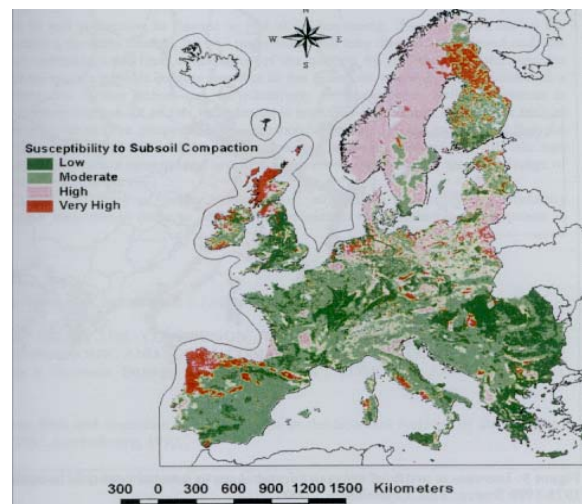 N
W E
S
Susceptibility to Subsoil Compaction
Low
Moderate
High
Very High
300 0 300 600 900 1200 1500 Kilometers